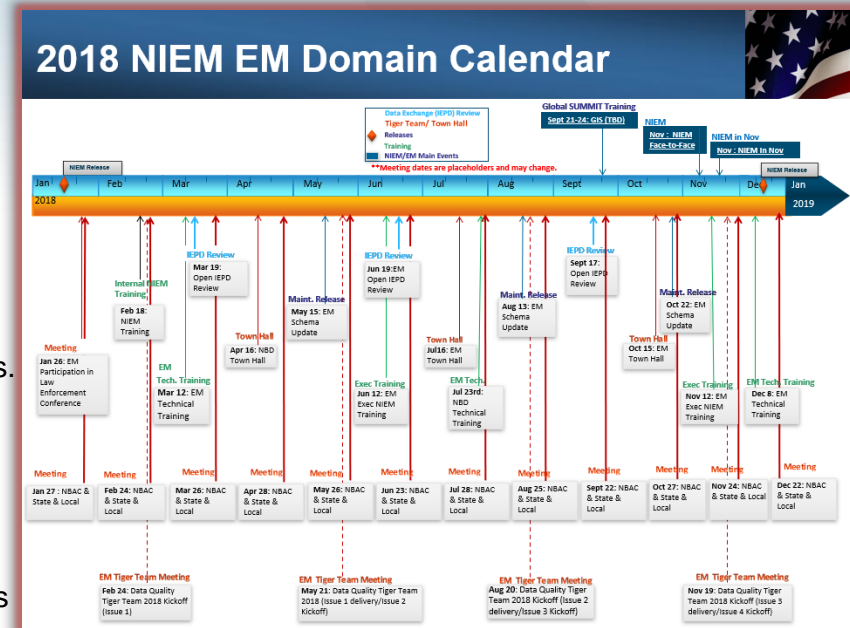 2018 NIEM EM Domain Calendar
Data Exchange (IEPD) Review
Tiger Team/ Town Hall
Releases
Training
NIEM/EM Main Events
**Meeting dates are placeholders and may change.
Global SUMMIT Training
Sept 21-24: GIS (TBD)
NIEM
Nov : NIEM
Face-to-Face
NIEM in Nov
Nov: NIEM In Nov
NIEM Release
NIEM Release
Jan
Feb
Mar
Apr
May
Jun
Jul
Aug
Sept
Oct
Nov
Dec
Jan
2018
2019
IEPD Review
Mar 19:
Open IEPD
Review
IEPD Review
Jun 19:EM
Open IEPD
Review
IEPD Review
Sept 17:
Open IEPD
Review
Internal NIEM
Training
Feb 18:
NIEM
Training
Maint. Release
May 15: EM
Schema
Update
Maint. Release
Aug 13: EM
Schema
Update
Maint. Release
Oct 22: EM
Schema
Update
Meeting
Jan 26: EM
Participation in
Law
Enforcement
Conference
EM
Tech. Training
Mar 12: EM
Technical
Training
Town Hall
Apr 16: NBD
Town Hall
Exec Training
Jun 12: EM
Exec NIEM
Training
Town Hall
Jul16: EM
Town Hall
EM Tech.
Jul 23rd:
NBD
Technical
Training
Town Hall
Oct 15: EM
Town Hall
Exec Training
Nov 12: EM
Exec NIEM
Training
EM Tech. Training
Dec 8: EM
Technical
Training
s.
Meeting
Jan 27: NBAC &
State & Local
Meeting
Feb 24: NBAC
& State &
Local
Meeting
Mar 26: NBAC
& State &
Local
Meeting
Apr 28: NBAC
& State &
Local
Meeting
May 26: NBAC
& State &
Local
Meeting
Jun 23: NBAC
& State &
Local
Meeting
Jul 28: NBAC
& State &
Local
Meeting
Aug 25: NBAC
& State &
Local
Meeting
Sept 22: NBAC
& State &
Local
Meeting
Oct 27: NBAC
& State &
Local
Meeting
Nov 24: NBAC
& State & Local
Meeting
Dec 22: NBAC
& State &
Local
EM Tiger Team Meeting
Feb 24: Data Quality
Tiger Team 2018 Kickoff
(Issue 1)
EM Tiger Team Meeting
May 21: Data Quality Tiger Team
2018 (Issue 1 delivery/Issue 2
Kickoff)
EM Tiger Team Meeting
Aug 20: Data Quality Tiger
Team 2018 Kickoff (Issue 2
delivery/Issue 3 Kickoff)
EM Tiger Team Meeting
Nov 19: Data Quality Tiger
Team 2018 Kickoff (Issue 3
delivery/Issue 4 Kickoff)
s